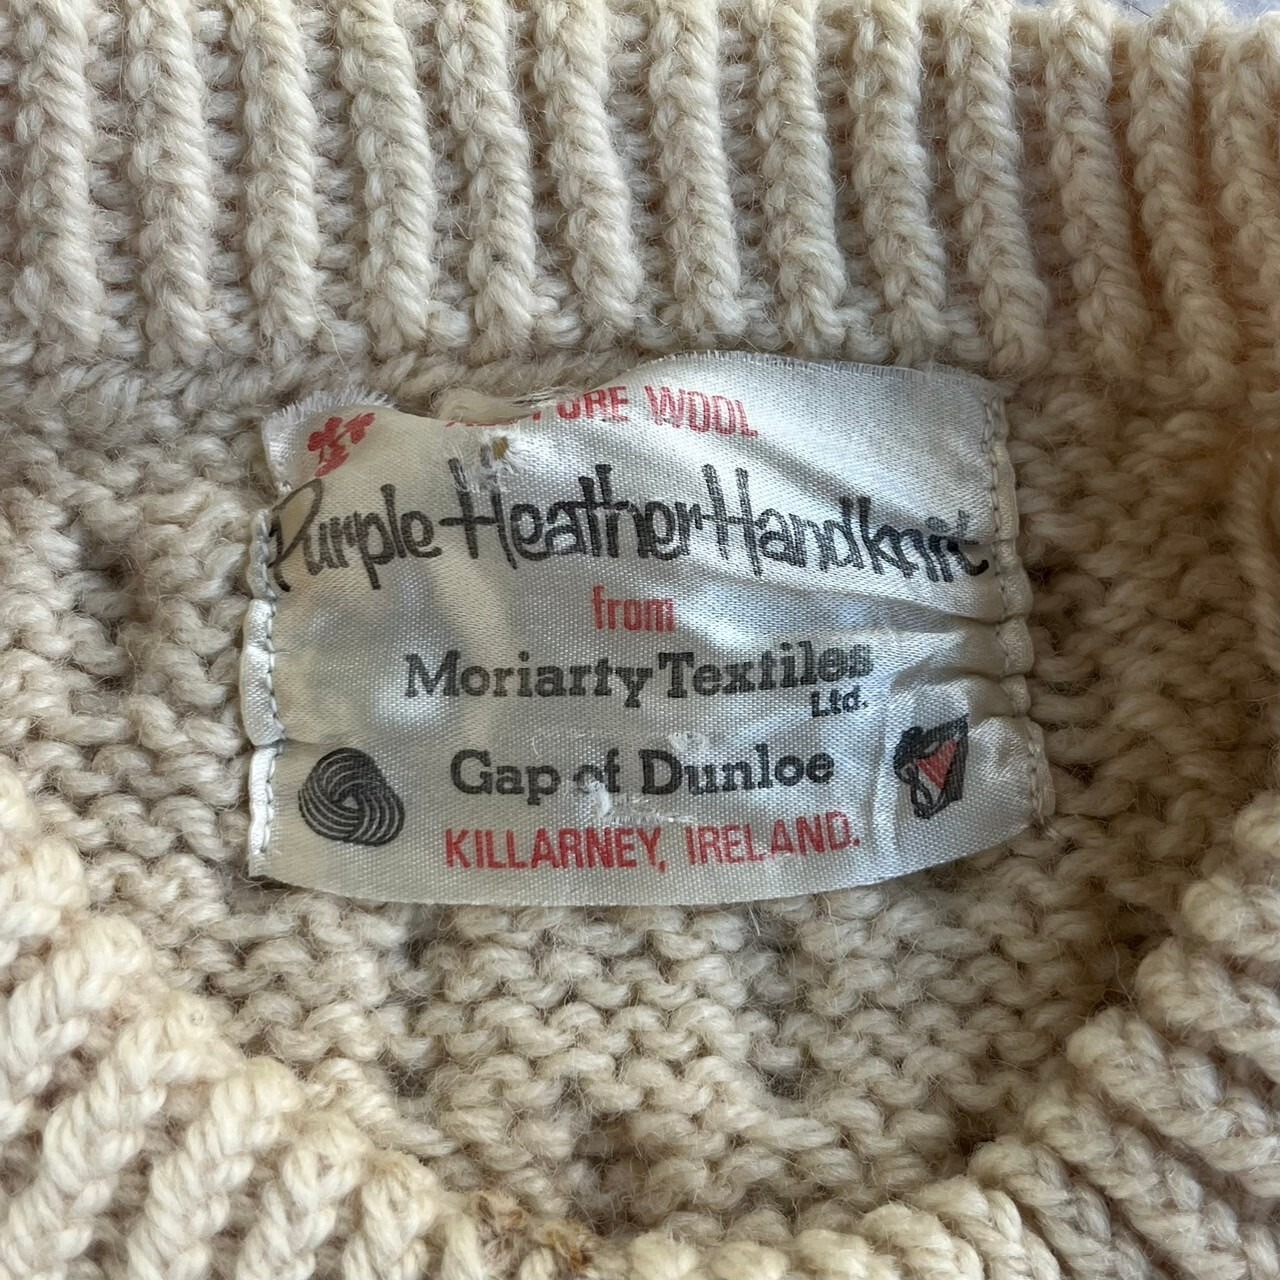 PURE WOOL
Purple Heather Handknit
from
Moriarty Textiles
Ltd.
Gap of Dunloe
KILLARNEY, IRELAND.